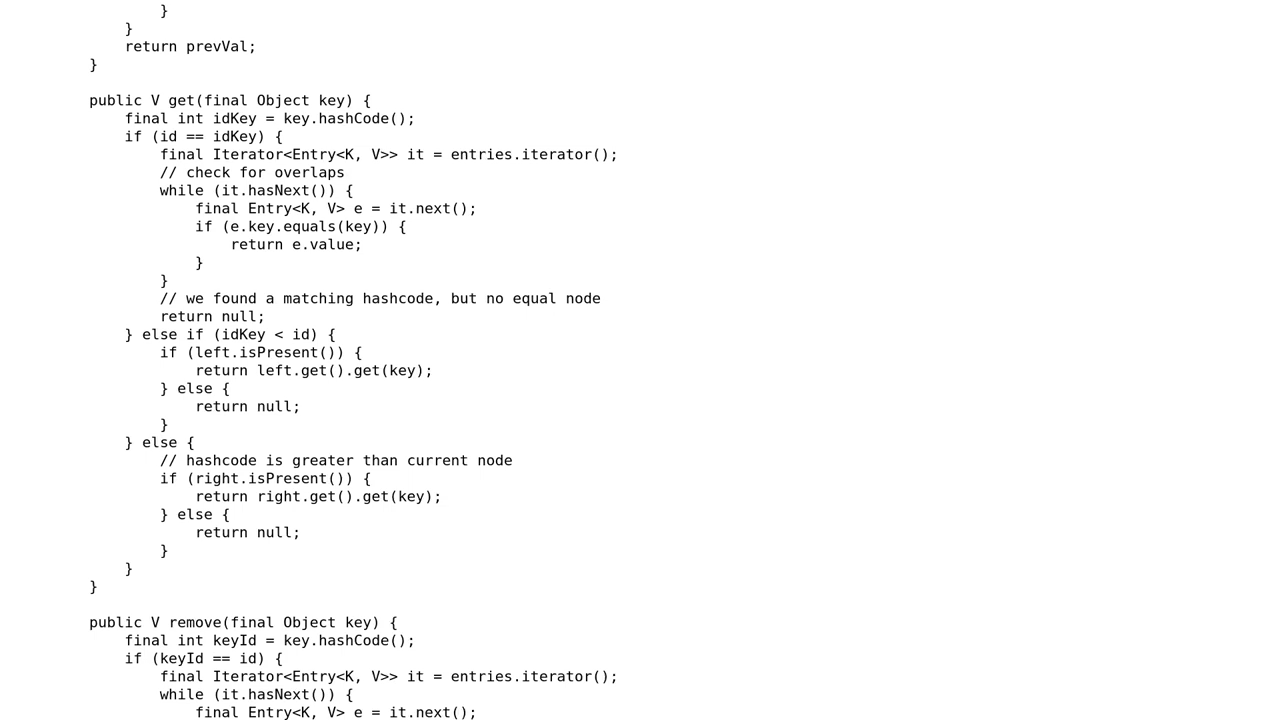 }
    }
    return prevVal;
}

public V get(final Object key) {
    final int idKey = key.hashCode();
    if (id == idKey) {
        final Iterator<Entry<K, V>> it = entries.iterator();
        // check for overlaps
        while (it.hasNext()) {
            final Entry<K, V> e = it.next();
            if (e.key.equals(key)) {
                return e.value;
            }
        }
        // we found a matching hashcode, but no equal node
        return null;
    } else if (idKey < id) {
        if (left.isPresent()) {
            return left.get().get(key);
        } else {
            return null;
        }
    } else {
        // hashcode is greater than current node
        if (right.isPresent()) {
            return right.get().get(key);
        } else {
            return null;
        }
    }
}

public V remove(final Object key) {
    final int keyId = key.hashCode();
    if (keyId == id) {
        final Iterator<Entry<K, V>> it = entries.iterator();
        while (it.hasNext()) {
            final Entry<K, V> e = it.next();